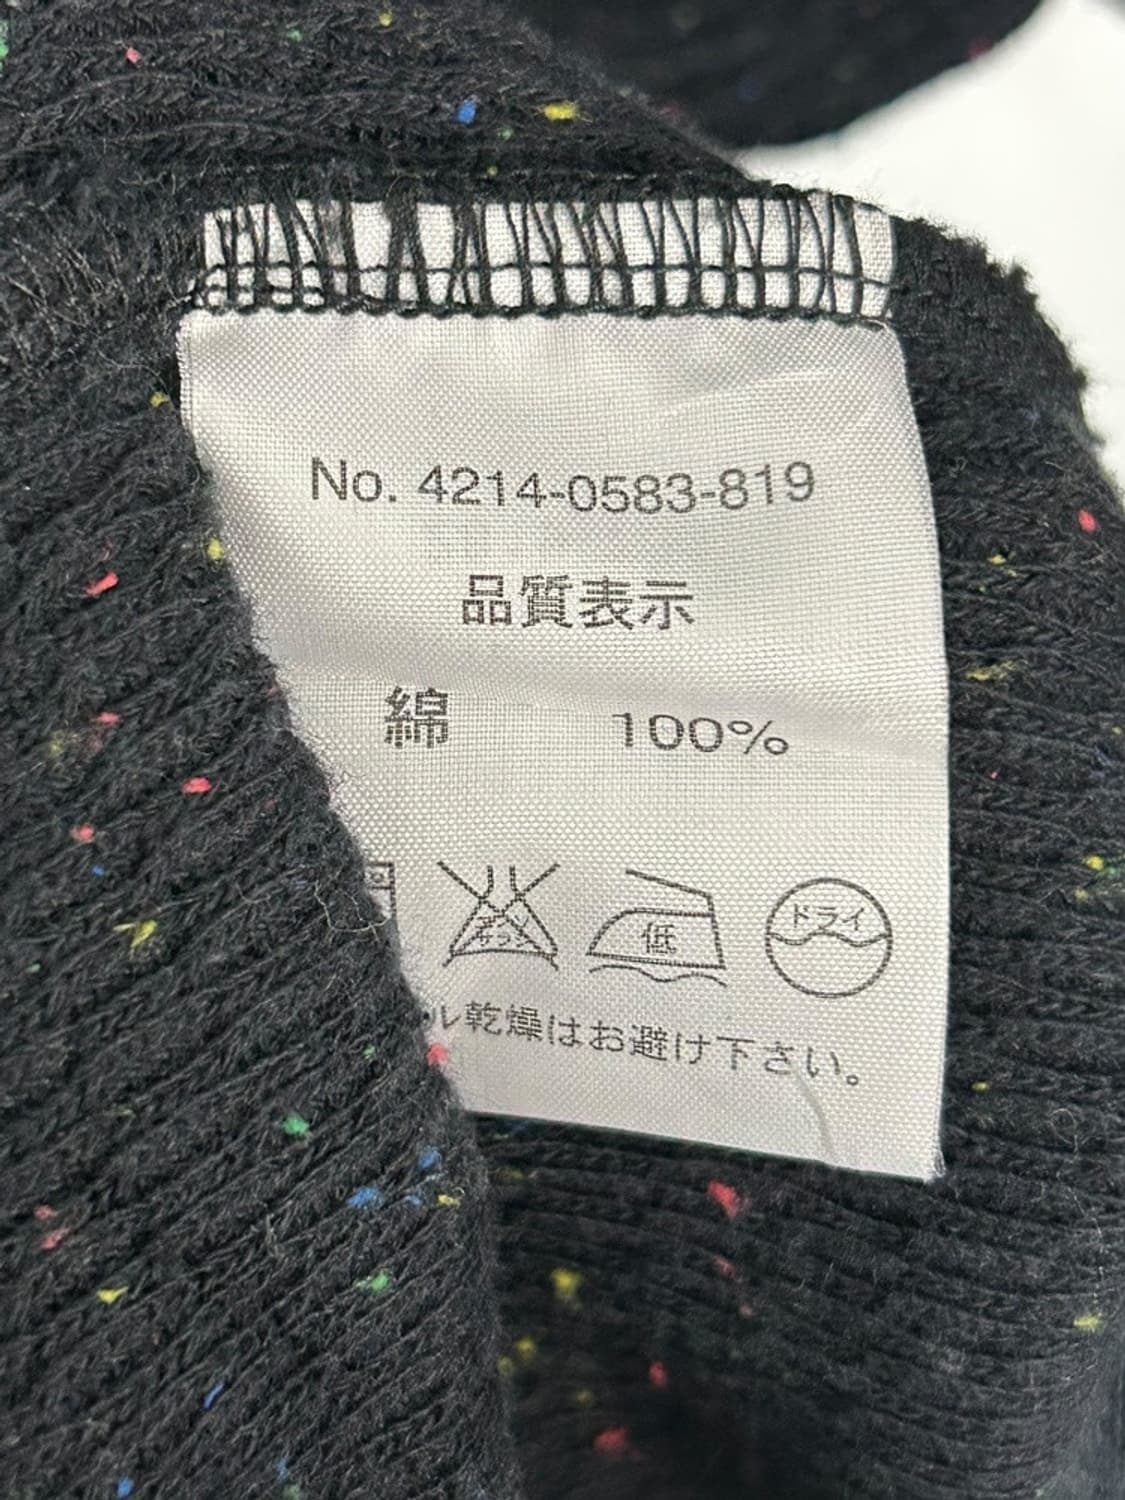 No. 4214-0583-819
品質表示
綿 100%
低 ドライ
ル乾燥はお避け下さい。